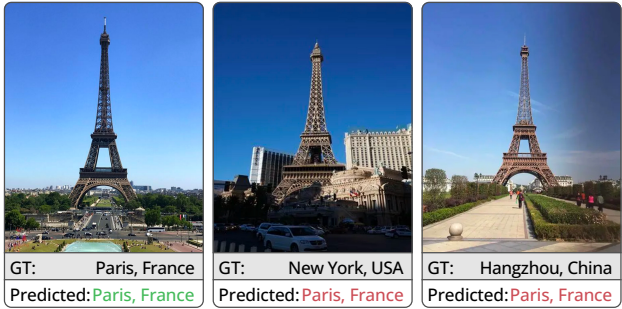 GT: Paris, France
Predicted: Paris, France
GT: New York, USA
Predicted: Paris, France
GT: Hangzhou, China
Predicted: Paris, France